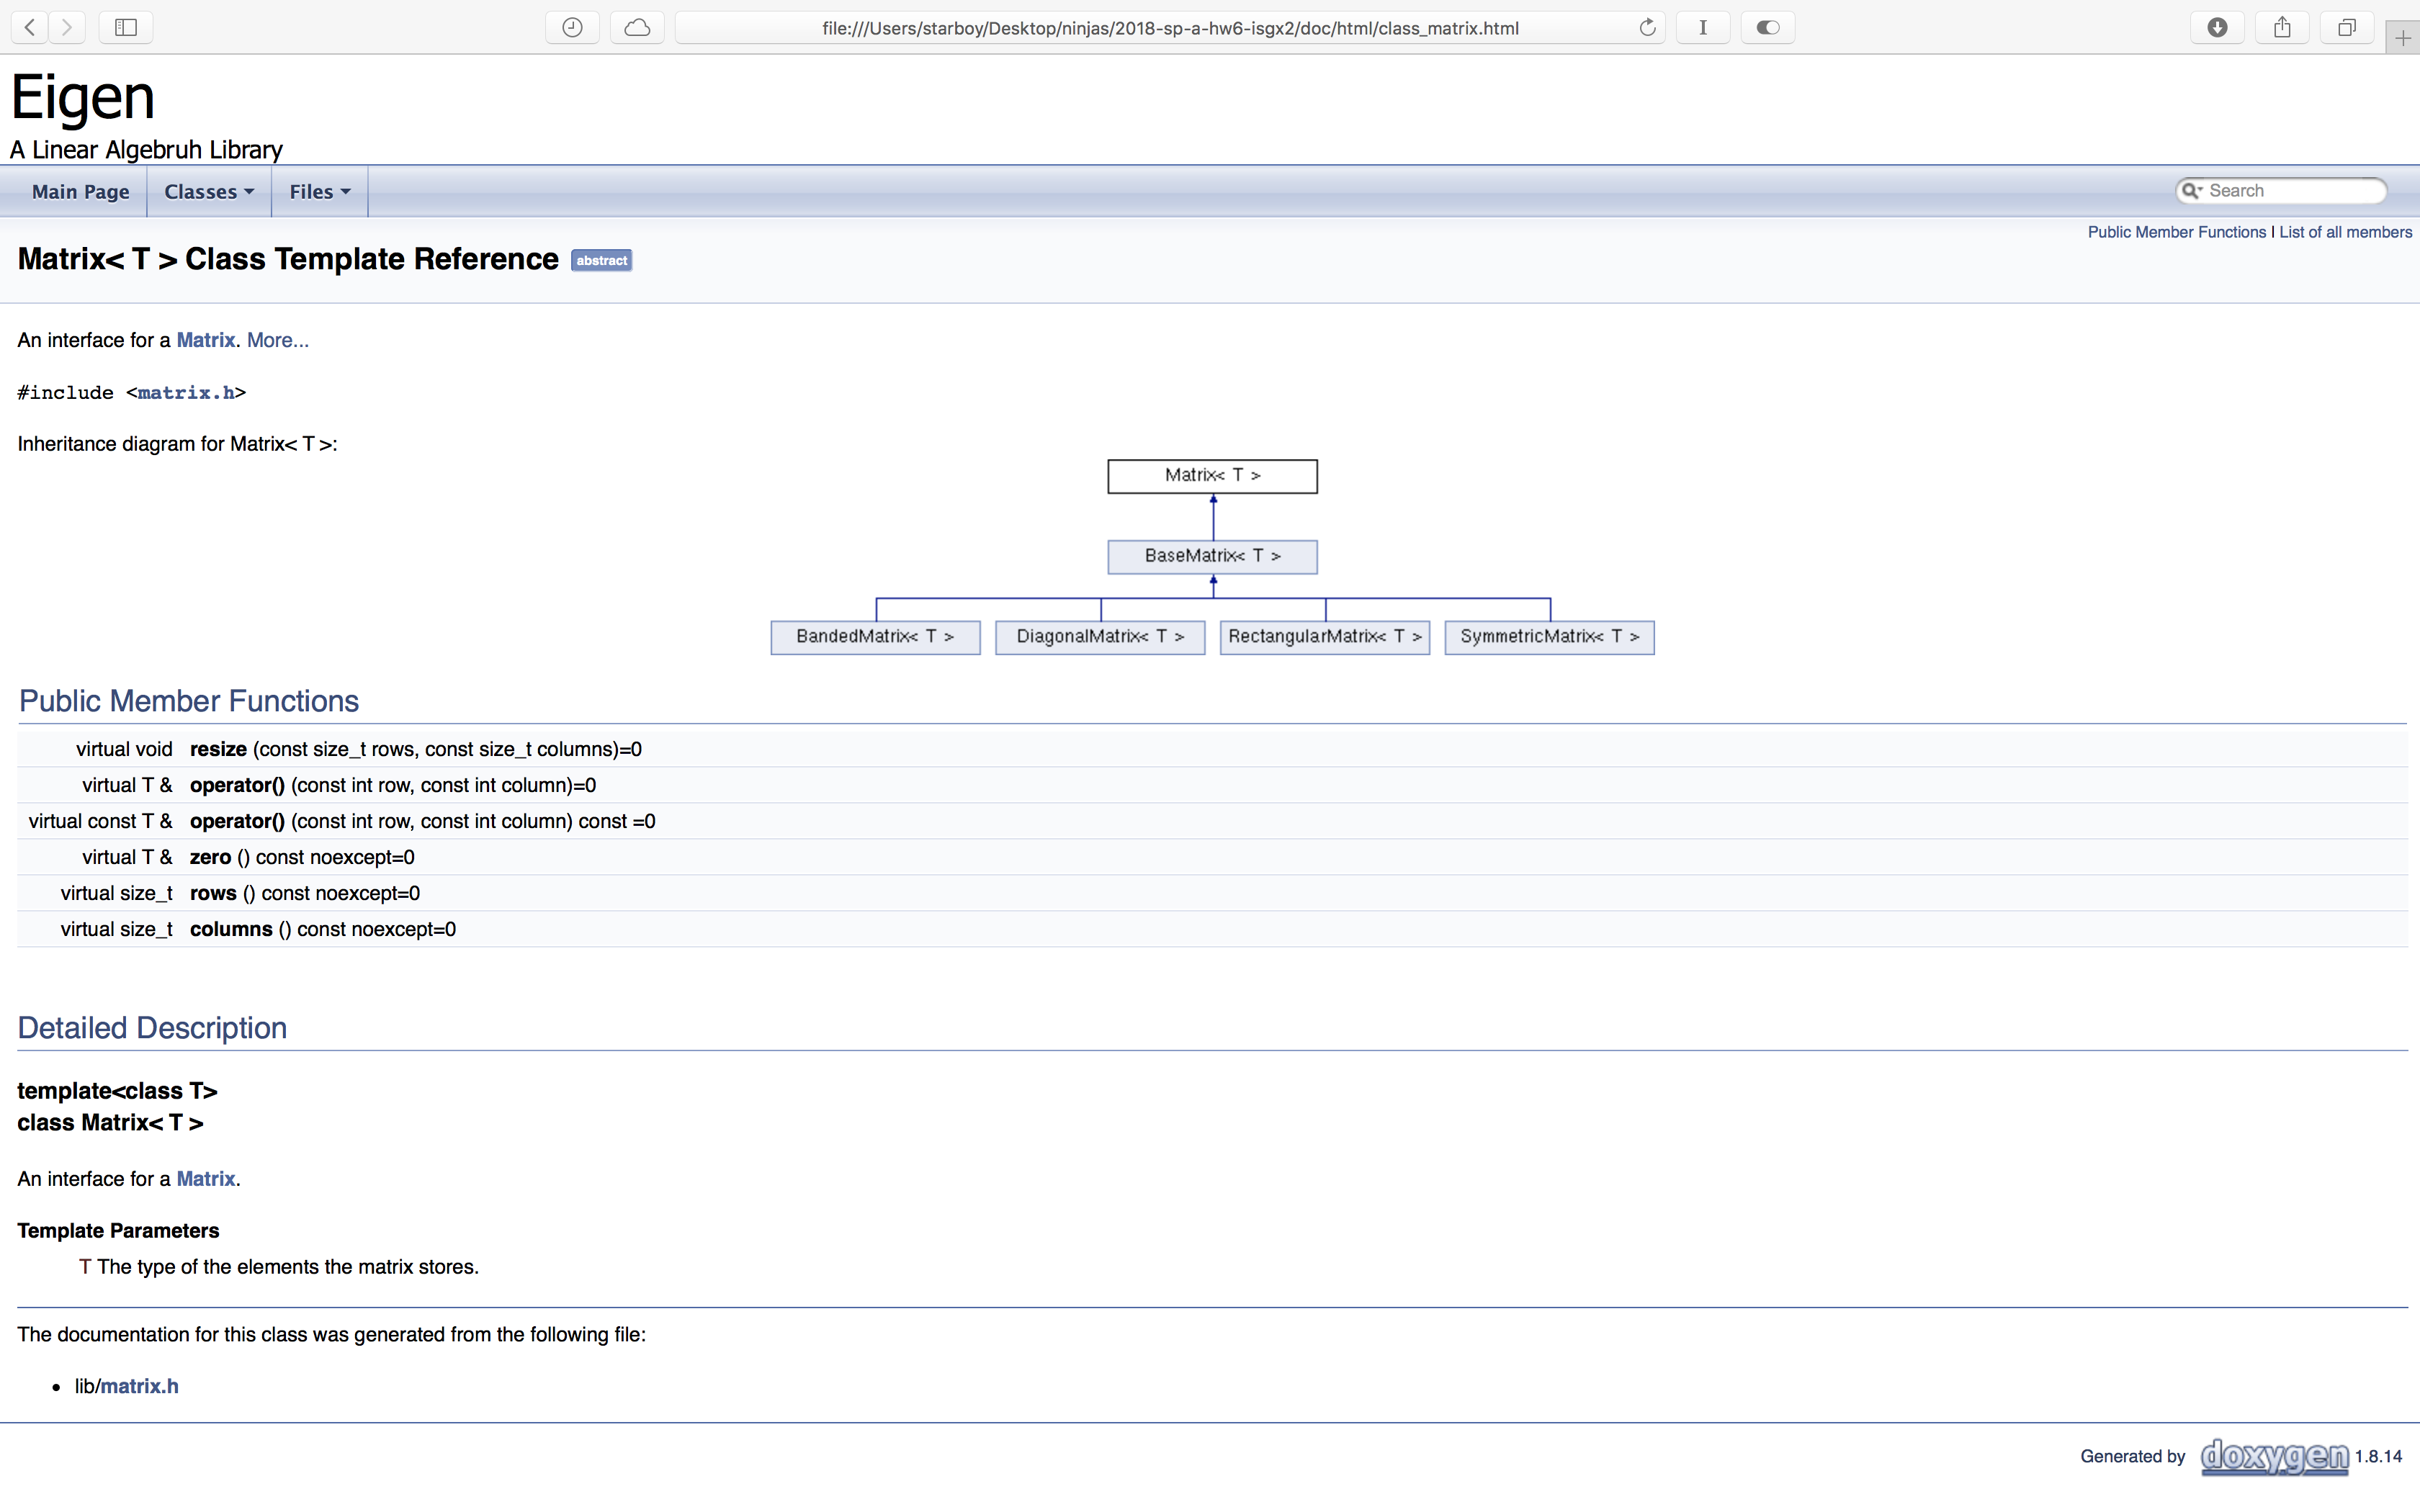 file:///Users/starboy/Desktop/ninjas/2018-sp-a-hw6-isgx2/doc/html/class_matrix.html
Eigen
A Linear Algebruh Library
Main Page Classes Files Search
Public Member Functions | List of all members
Matrix< T > Class Template Reference abstract
An interface for a Matrix. More...
#include <matrix.h>
Inheritance diagram for Matrix< T >:
Matrix< T >
BaseMatrix< T >
BandedMatrix< T > DiagonalMatrix< T > RectangularMatrix< T > SymmetricMatrix< T >
Public Member Functions
virtual void resize (const size_t rows, const size_t columns)=0
virtual T & operator() (const int row, const int column)=0
virtual const T & operator() (const int row, const int column) const =0
virtual T & zero () const noexcept=0
virtual size_t rows () const noexcept=0
virtual size_t columns () const noexcept=0
Detailed Description
template<class T>
class Matrix< T >
An interface for a Matrix.
Template Parameters
T The type of the elements the matrix stores.
The documentation for this class was generated from the following file:
• lib/matrix.h
Generated by doxygen 1.8.14